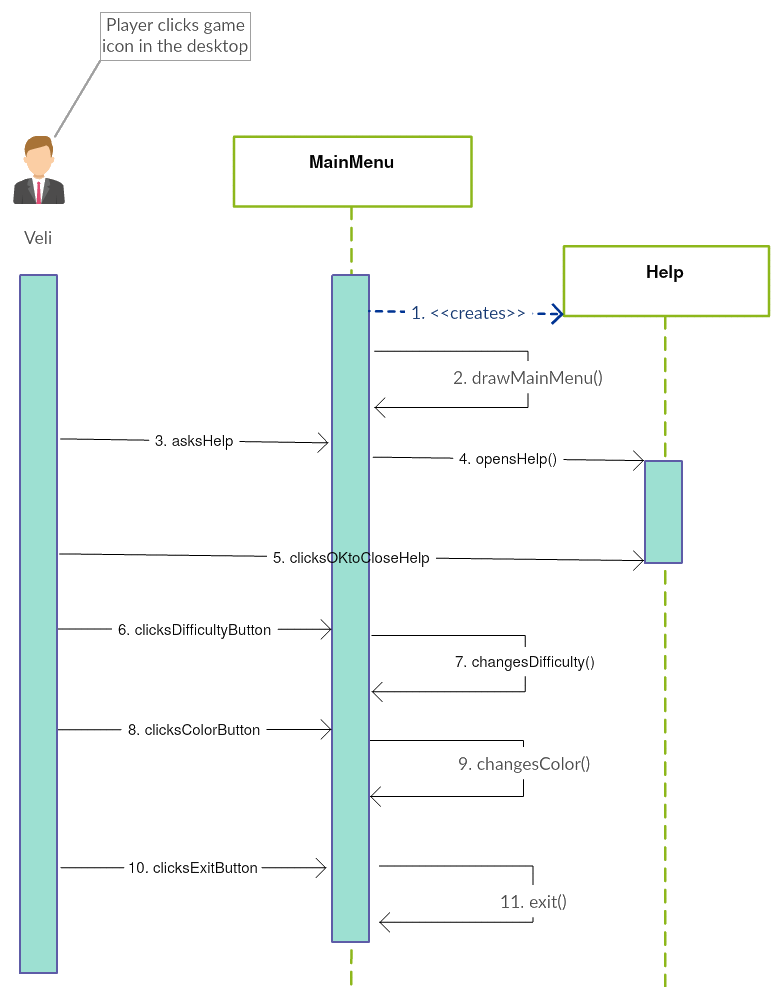 Player clicks game
icon in the desktop
MainMenu
Veli
Help
1. <<creates>>
2. drawMainMenu()
3. asksHelp
4. opensHelp()
5. clicksOKtoCloseHelp
6. clicksDifficultyButton
7. changesDifficulty()
8. clicksColorButton
9. changesColor()
10. clicksExitButton
11. exit()